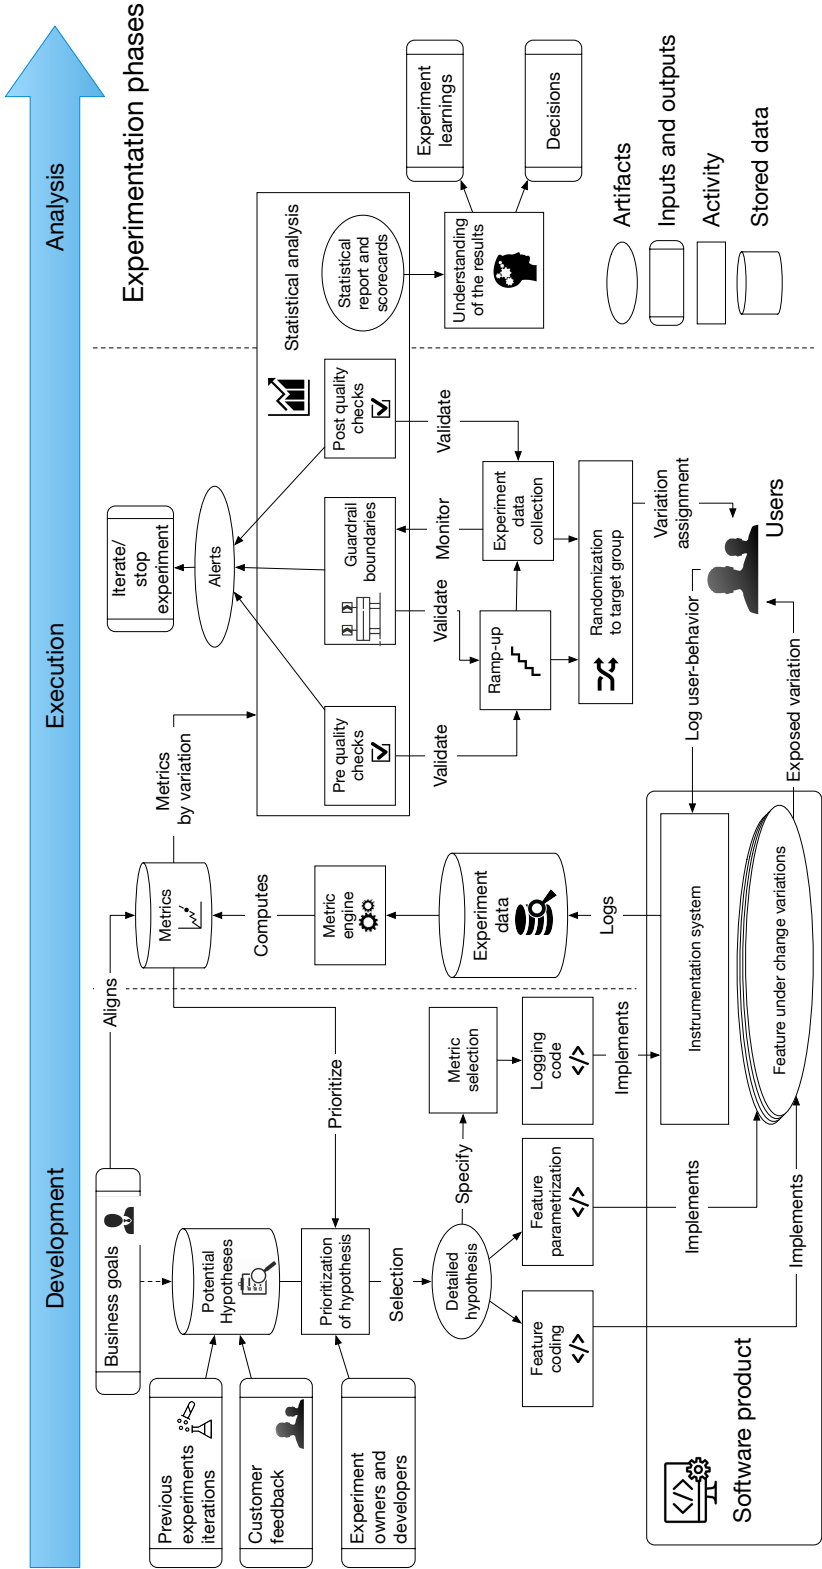 Development
Execution
Analysis
Experimentation phases
Business goals
Aligns
Previous
experiments
iterations
Customer
feedback
Experiment
owners and
developers
Potential
Hypotheses
Prioritization
of hypothesis
Prioritize
Selection
Detailed
hypothesis
Specify
Metric
selection
Logging
code
Feature
parametrization
Feature
coding
Implements
Implements
Implements
Software product
Instrumentation system
Feature under change variations
Logs
Experiment
data
Metric
engine
Computes
Metrics
Metrics
by variation
Iterate/
stop
experiment
Alerts
Statistical analysis
Pre quality
checks
Guardrail
boundaries
Post quality
checks
Statistical
report and
scorecards
Validate
Validate
Monitor
Validate
Ramp-up
Experiment
data
collection
Randomization
to target group
Variation
assignment
Log user-behavior
Exposed variation
Users
Understanding
of the results
Experiment
learnings
Decisions
Artifacts
Inputs and outputs
Activity
Stored data